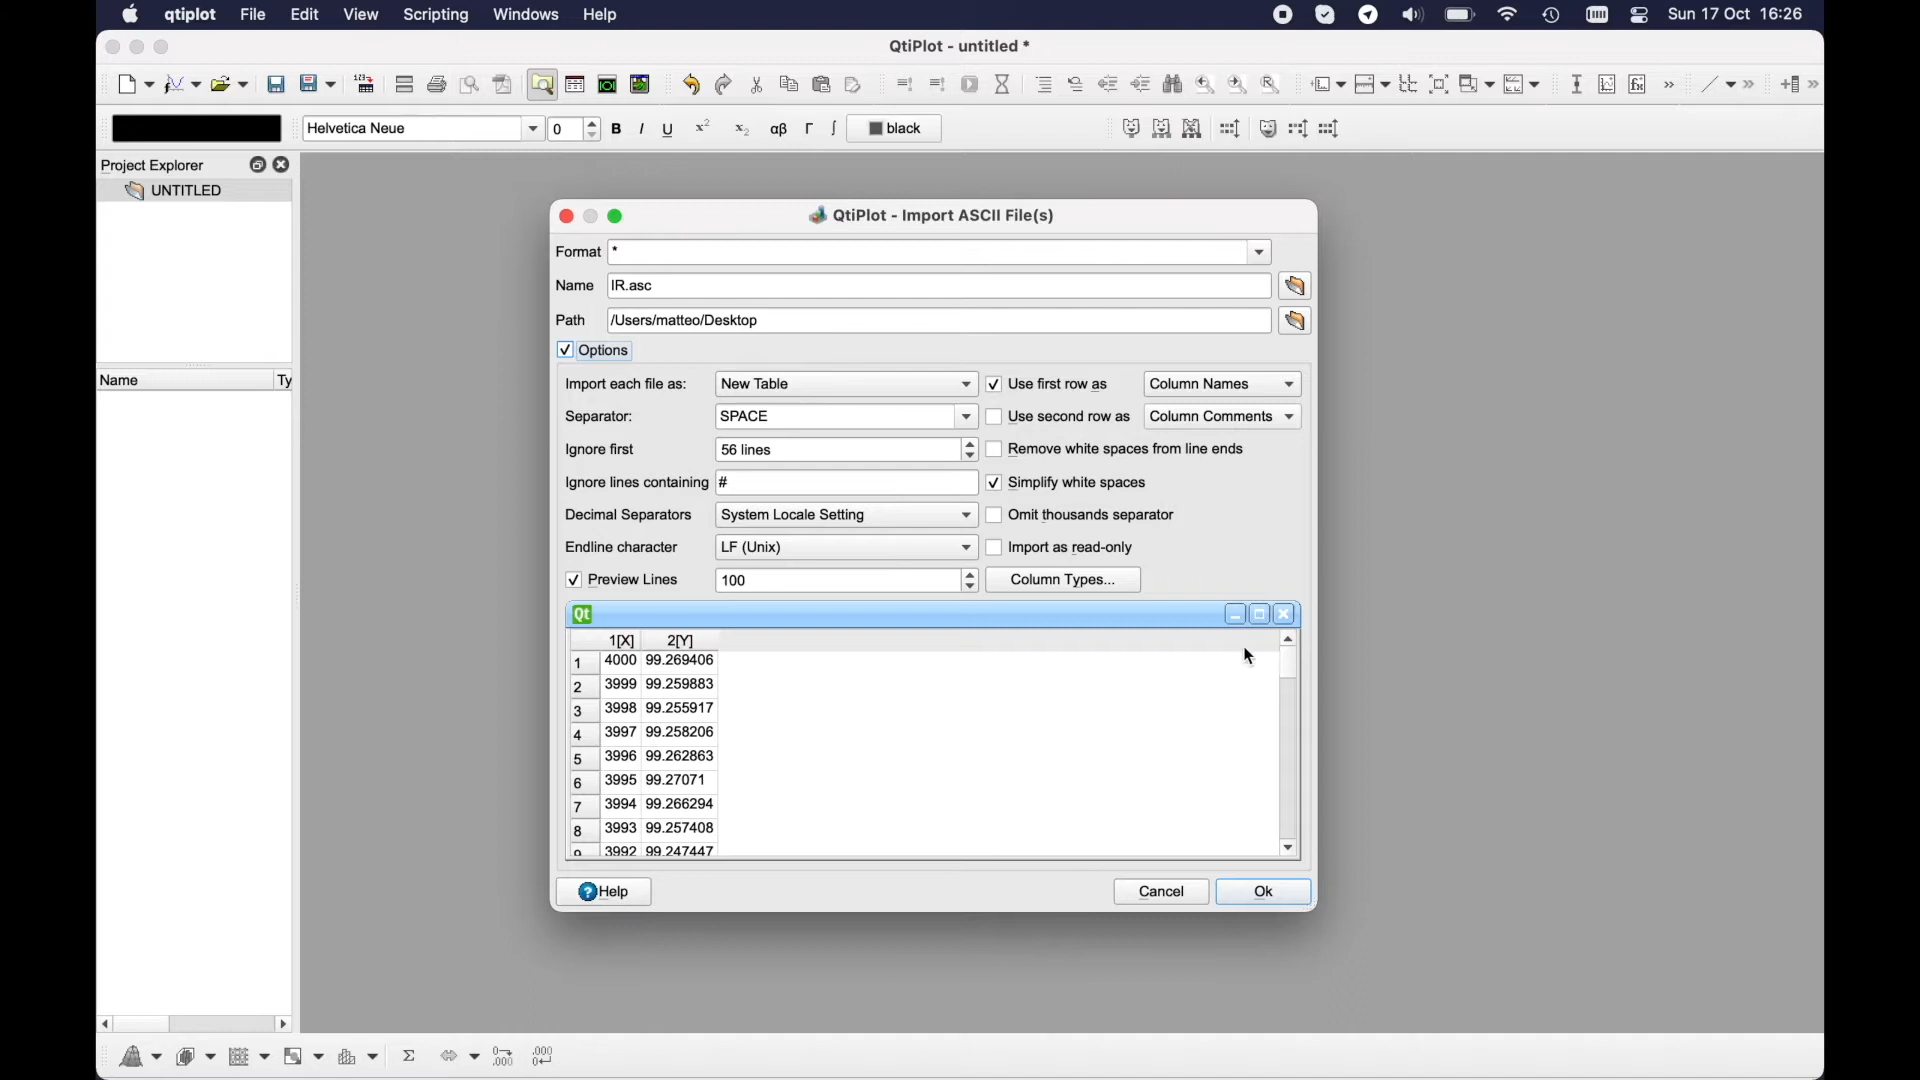 qtiplot File Edit View Scripting Windows Help Sun 17 Oct 16:26
QtiPlot - untitled *
Helvetica Neue 0 B I U x² x₂ αβ Γ ∫ black
Project Explorer
UNTITLED
Name Ty
QtiPlot - Import ASCII File(s)
Format *
Name IR.asc
Path /Users/matteo/Desktop
Options
Import each file as: New Table Use first row as Column Names
Separator: SPACE Use second row as Column Comments
Ignore first 56 lines Remove white spaces from line ends
Ignore lines containing # Simplify white spaces
Decimal Separators System Locale Setting Omit thousands separator
Endline character LF (Unix) Import as read-only
Preview Lines 100 Column Types...
Qt
1[X] 2[Y]
1 4000 99.269406
2 3999 99.259883
3 3998 99.255917
4 3997 99.258206
5 3996 99.262863
6 3995 99.27071
7 3994 99.266294
8 3993 99.257408
9 3992 99.247447
Help Cancel Ok